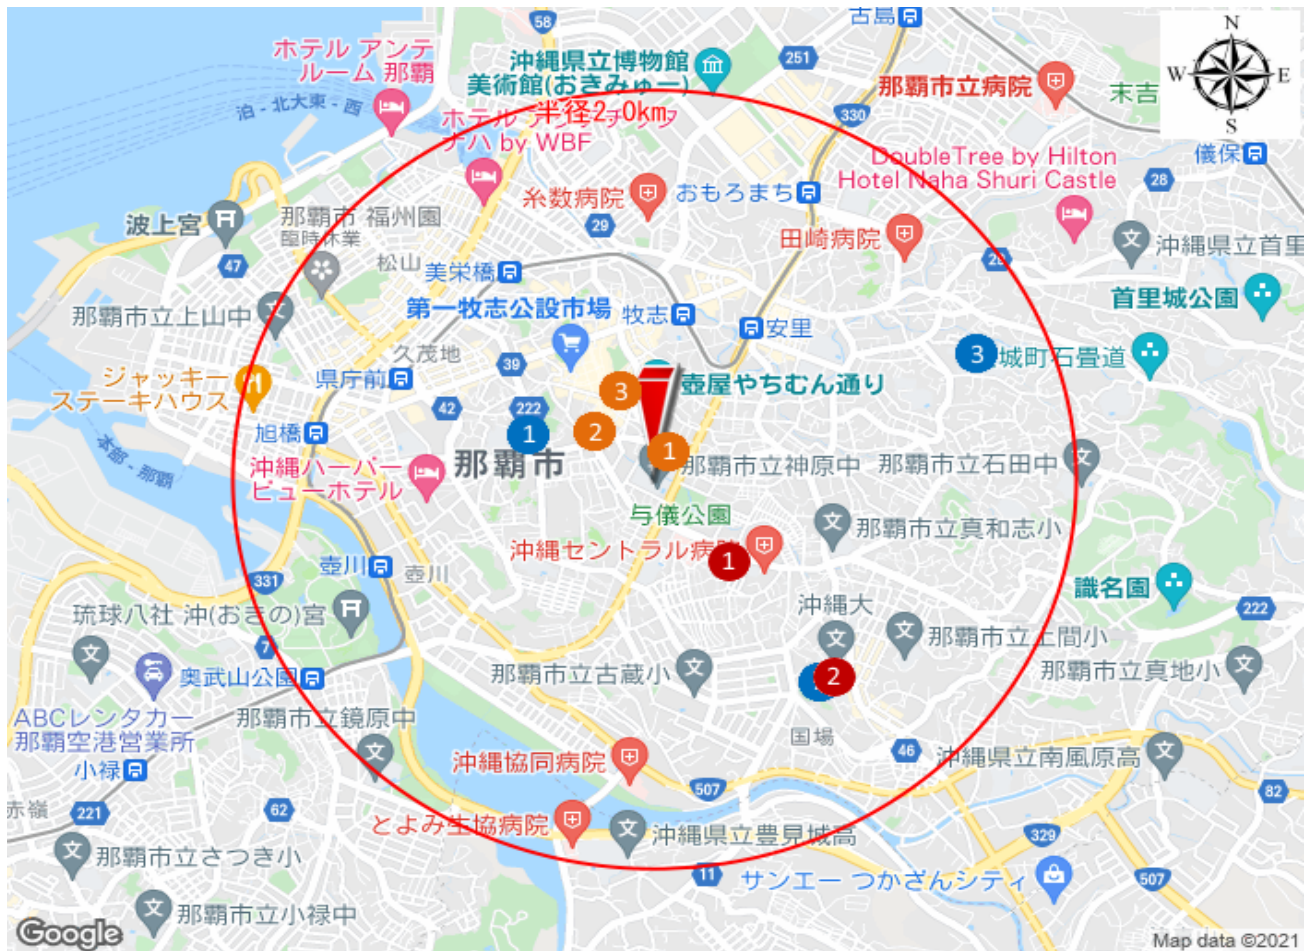 58
古島
N
W
E
S
ホテル アンテ
ルーム 那覇
沖縄県立博物館
美術館(おきみゅー)
251
那覇市立病院
末吉
泊 - 北大東 - 西
半径2.0km
ナハ by WBF
330
DoubleTree by Hilton
Hotel Naha Shuri Castle
儀保
28
糸数病院
おもろまち
波上宮
那覇市 福州園
臨時休業
29
田崎病院
沖縄県立首里
47
松山
美栄橋
28
首里城公園
那覇市立上山中
第一牧志公設市場
牧志
安里
久茂地
39
3
城町石畳道
ジャッキー
ステーキハウス
県庁前
壺屋やちむん通り
3
42
222
2
1
旭橋
1
本部 - 那覇
沖縄ハーバー
ビューホテル
那覇市
那覇市立神原中
那覇市立石田中
与儀公園
那覇市立真和志小
沖縄セントラル病院
1
331
壺川
壺川
識名園
222
琉球八社 沖(おきの)宮
沖縄大
7
那覇市立上間小
奥武山公園
那覇市立古蔵小
2
那覇市立真地小
ABCレンタカー
那覇空港営業所
那覇市立鏡原中
国場
46
沖縄県立南風原高
小禄
沖縄協同病院
507
82
赤嶺
221
62
とよみ生協病院
沖縄県立豊見城高
329
那覇市立さつき小
11
サンエー つかざんシティ
507
那覇市立小禄中
Google
Map data ©2021